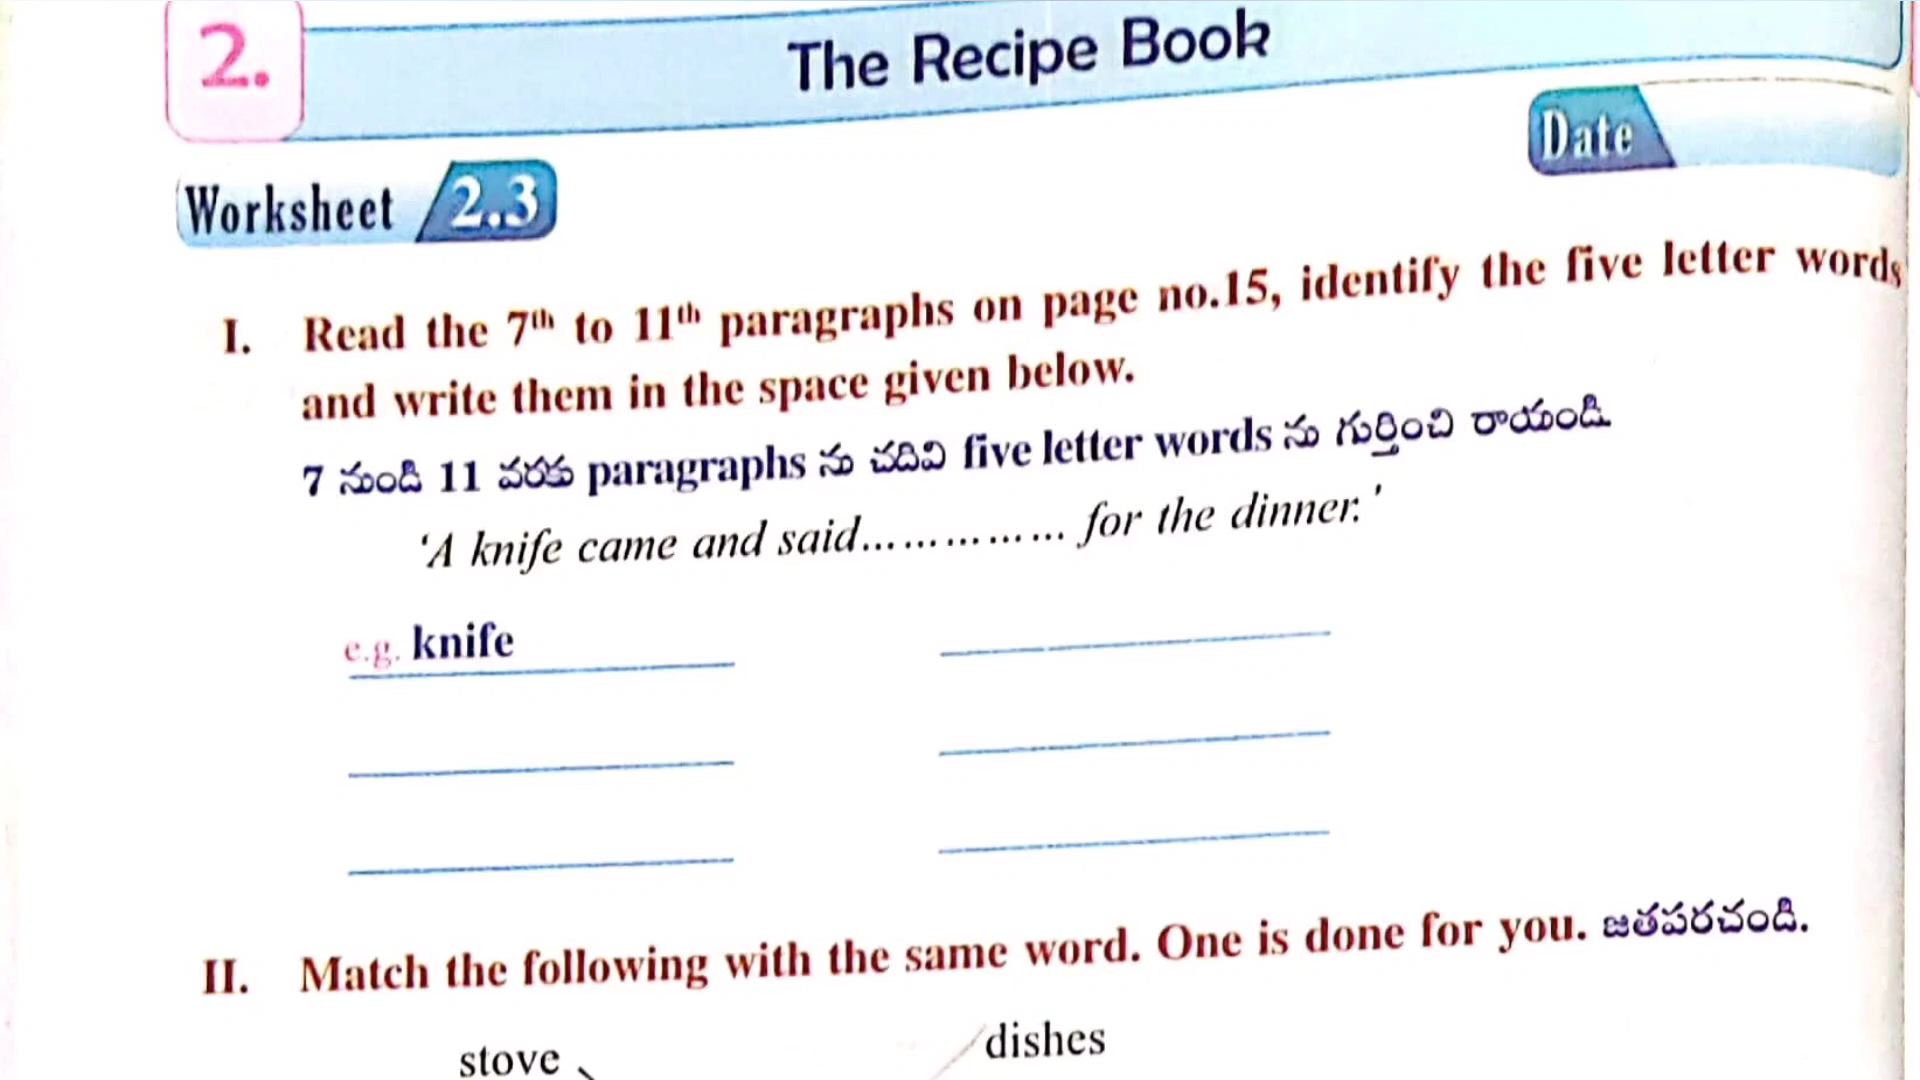 2.
The Recipe Book
Date
Worksheet 2.3
I. Read the 7th to 11th paragraphs on page no.15, identify the five letter words
and write them in the space given below.
7 నుండి 11 వరకు paragraphs ను చదివి five letter words ను గుర్తించి రాయండి.
‘A knife came and said............... for the dinner.’
e.g. knife
II. Match the following with the same word. One is done for you. జతపరచండి.
stove dishes